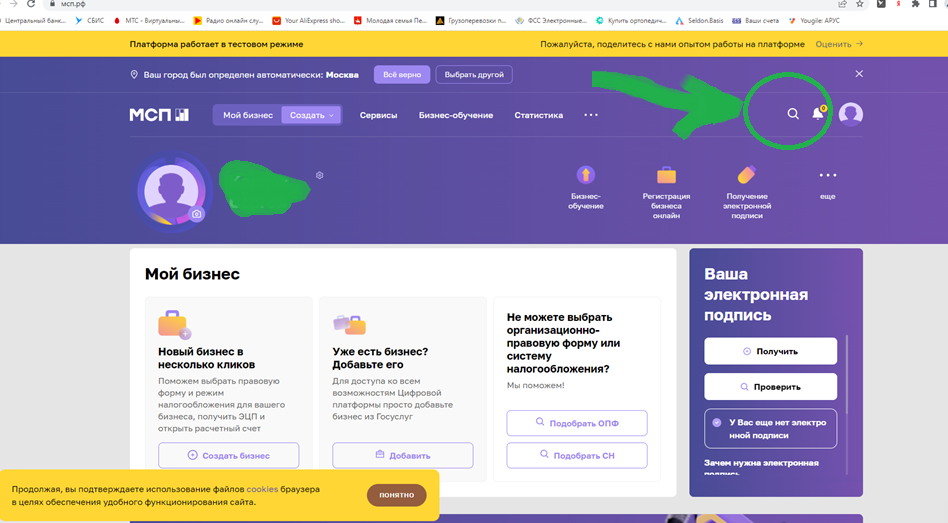 мсп.рф
Центральный банк... СБИС МТС - Виртуальны... Радио онлайн слу... Your AliExpress sho... Молодая семья Пе... Грузоперевозки п... ФСС Электронные... Купить ортопедич... Seldon.Basis Ваши счета Yougile: АРУС
Платформа работает в тестовом режиме
Пожалуйста, поделитесь с нами опытом работы на платформе Оценить →
Ваш город был определен автоматически: Москва Всё верно Выбрать другой
МСП Мой бизнес Создать Сервисы Бизнес-обучение Статистика
0
Бизнес-
обучение
Регистрация
бизнеса
онлайн
Получение
электронной
подписи
еще
Мой бизнес
Новый бизнес в
несколько кликов
Поможем выбрать правовую
форму и режим
налогообложения для вашего
бизнеса, получить ЭЦП и
открыть расчетный счет
Создать бизнес
Уже есть бизнес?
Добавьте его
Для доступа ко всем
возможностям Цифровой
платформы просто добавьте
бизнес из Госуслуг
Добавить
Не можете выбрать
организационно-
правовую форму или
систему
налогообложения?
Мы поможем!
Подобрать ОПФ
Подобрать СН
Ваша
электронная
подпись
Получить
Проверить
У Вас еще нет электро
нной подписи
Зачем нужна электронная
подпись
Продолжая, вы подтверждаете использование файлов cookies браузера
в целях обеспечения удобного функционирования сайта.
ПОНЯТНО